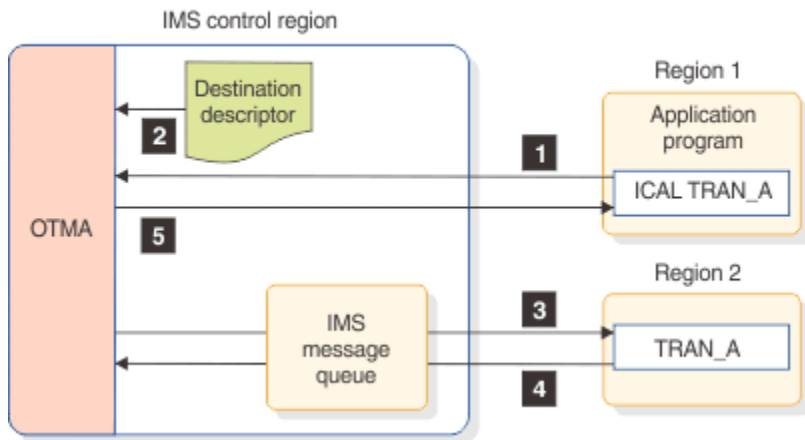 IMS control region
Destination
descriptor
2
OTMA
1
5
IMS
message
queue
3
4
Region 1
Application
program
ICAL TRAN_A
Region 2
TRAN_A